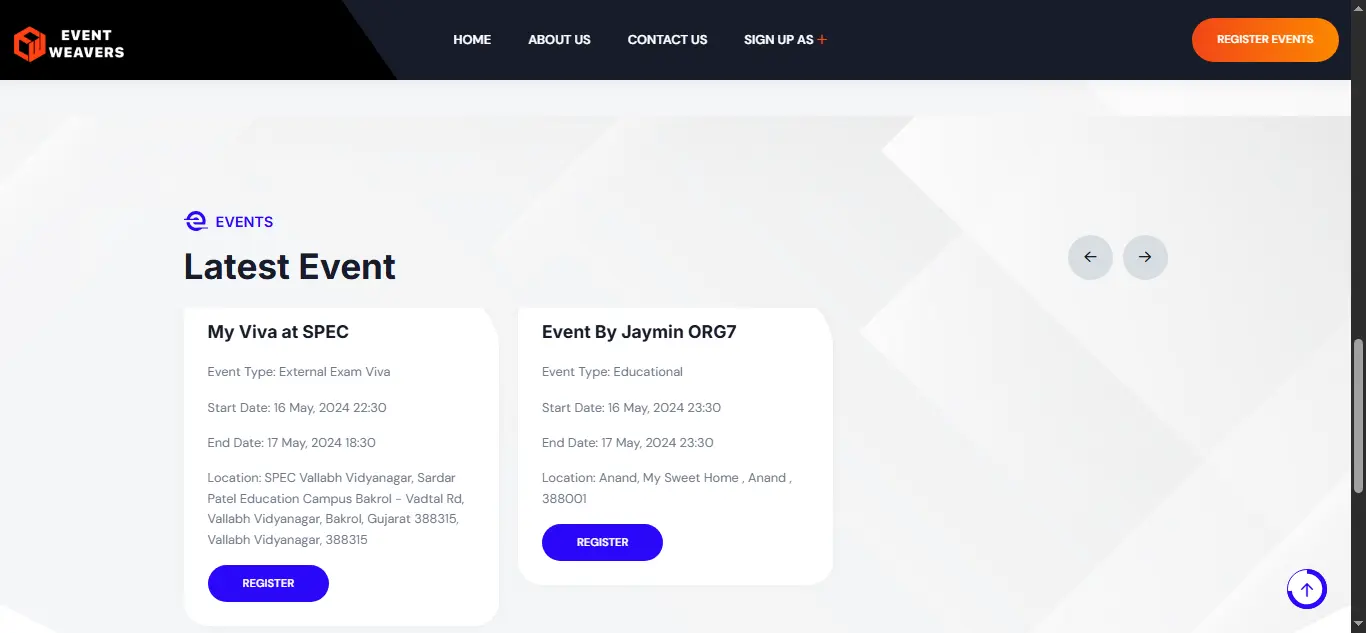 EVENT
WEAVERS
HOME
ABOUT US
CONTACT US
SIGN UP AS +
REGISTER EVENTS
EVENTS
Latest Event
My Viva at SPEC
Event Type: External Exam Viva
Start Date: 16 May, 2024 22:30
End Date: 17 May, 2024 18:30
Location: SPEC Vallabh Vidyanagar, Sardar
Patel Education Campus Bakrol - Vadtal Rd,
Vallabh Vidyanagar, Bakrol, Gujarat 388315,
Vallabh Vidyanagar, 388315
REGISTER
Event By Jaymin ORG7
Event Type: Educational
Start Date: 16 May, 2024 23:30
End Date: 17 May, 2024 23:30
Location: Anand, My Sweet Home , Anand ,
388001
REGISTER